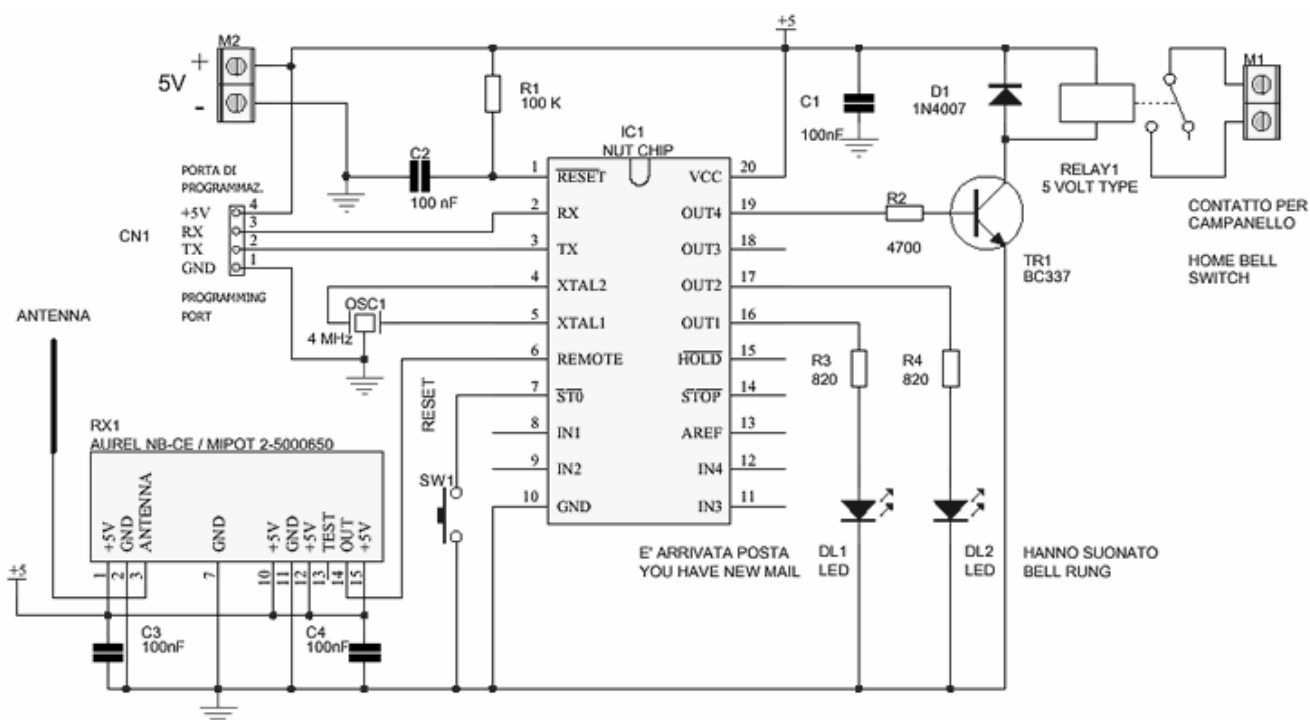 +5
M2
+
5V
-
R1
100 K
C2
100 nF
PORTA DI
PROGRAMMAZ.
CN1
+5V 4
RX 3
TX 2
GND 1
PROGRAMMING
PORT
OSC1
4 MHz
ANTENNA
RX1
AUREL NB-CE / MIPOT 2-5000650
+5V
GND
ANTENNA
GND
+5V
GND
+5V
TEST
OUT
+5V
1
2
3
7
10
11
12
13
14
15
+5
C3
100nF
C4
100nF
RESET
SW1
IC1
NUT CHIP
1 RESET
2 RX
3 TX
4 XTAL2
5 XTAL1
6 REMOTE
7 ST0
8 IN1
9 IN2
10 GND
VCC 20
OUT4 19
OUT3 18
OUT2 17
OUT1 16
HOLD 15
STOP 14
AREF 13
IN4 12
IN3 11
C1
100nF
D1
1N4007
RELAY1
5 VOLT TYPE
M1
CONTATTO PER
CAMPANELLO
HOME BELL
SWITCH
R2
4700
TR1
BC337
R3
820
R4
820
E' ARRIVATA POSTA
YOU HAVE NEW MAIL
DL1
LED
DL2
LED
HANNO SUONATO
BELL RUNG